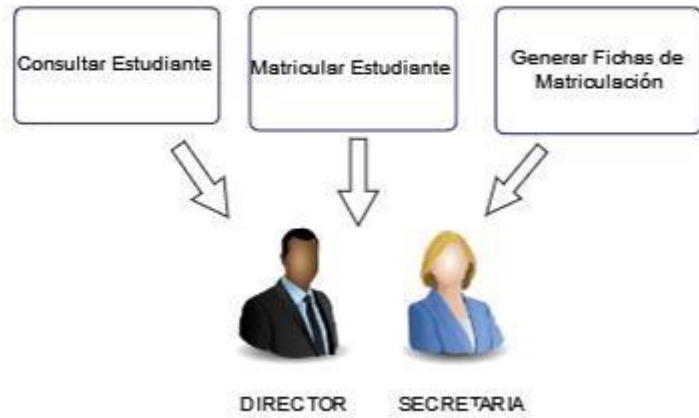 Consultar Estudiante
Matricular Estudiante
Generar Fichas de
Matriculación
DIRECTOR
SECRETARIA